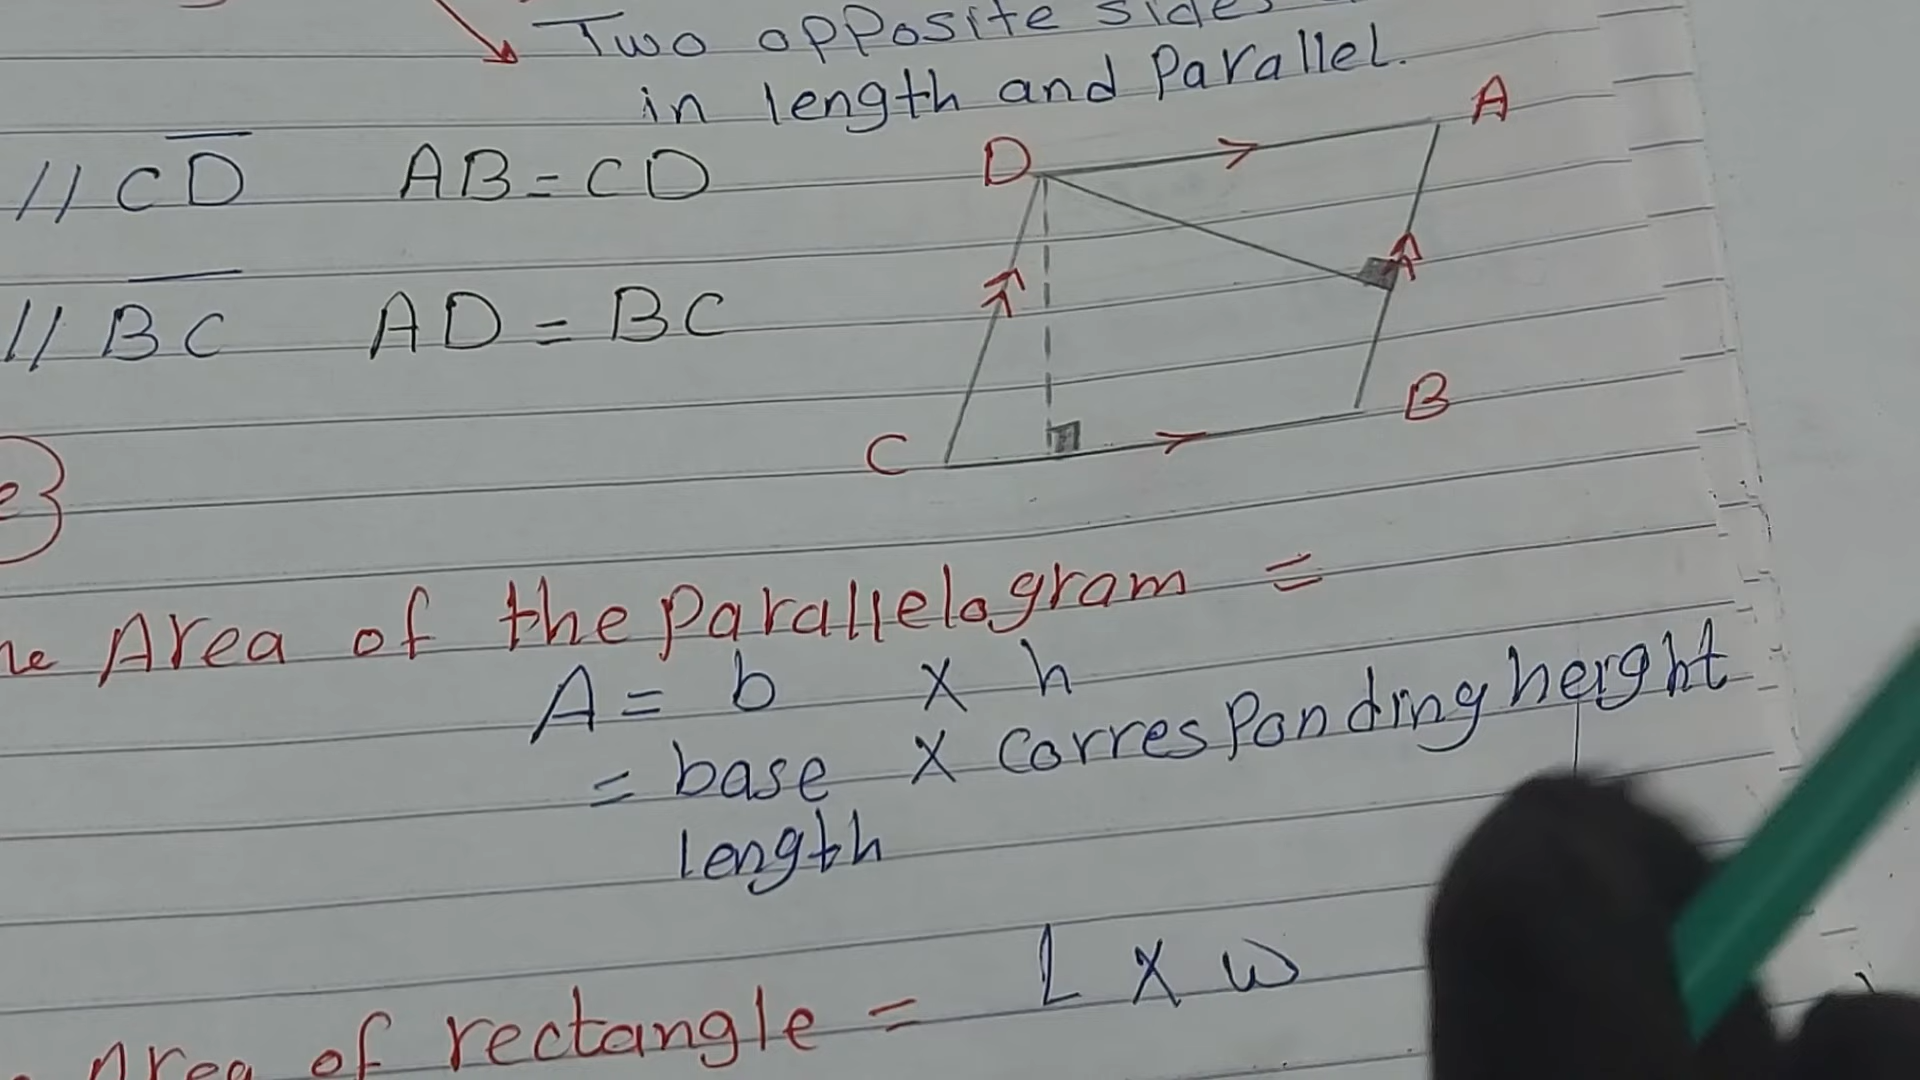 Two opposite sides
in length and Parallel.
// CD AB = CD
// BC AD = BC
D A
C B
Area of the parallelogram =
A = b x h
= base x corresponding height
length
Area of rectangle = L x w